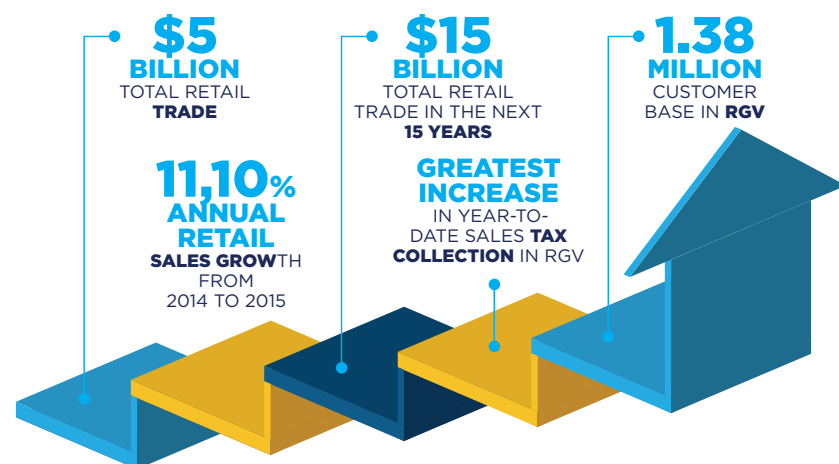 $5
BILLION
TOTAL RETAIL
TRADE
11,10%
ANNUAL
RETAIL
SALES GROWTH
FROM
2014 TO 2015
$15
BILLION
TOTAL RETAIL
TRADE IN THE NEXT
15 YEARS
GREATEST
INCREASE
IN YEAR-TO-
DATE SALES TAX
COLLECTION IN RGV
1.38
MILLION
CUSTOMER
BASE IN RGV